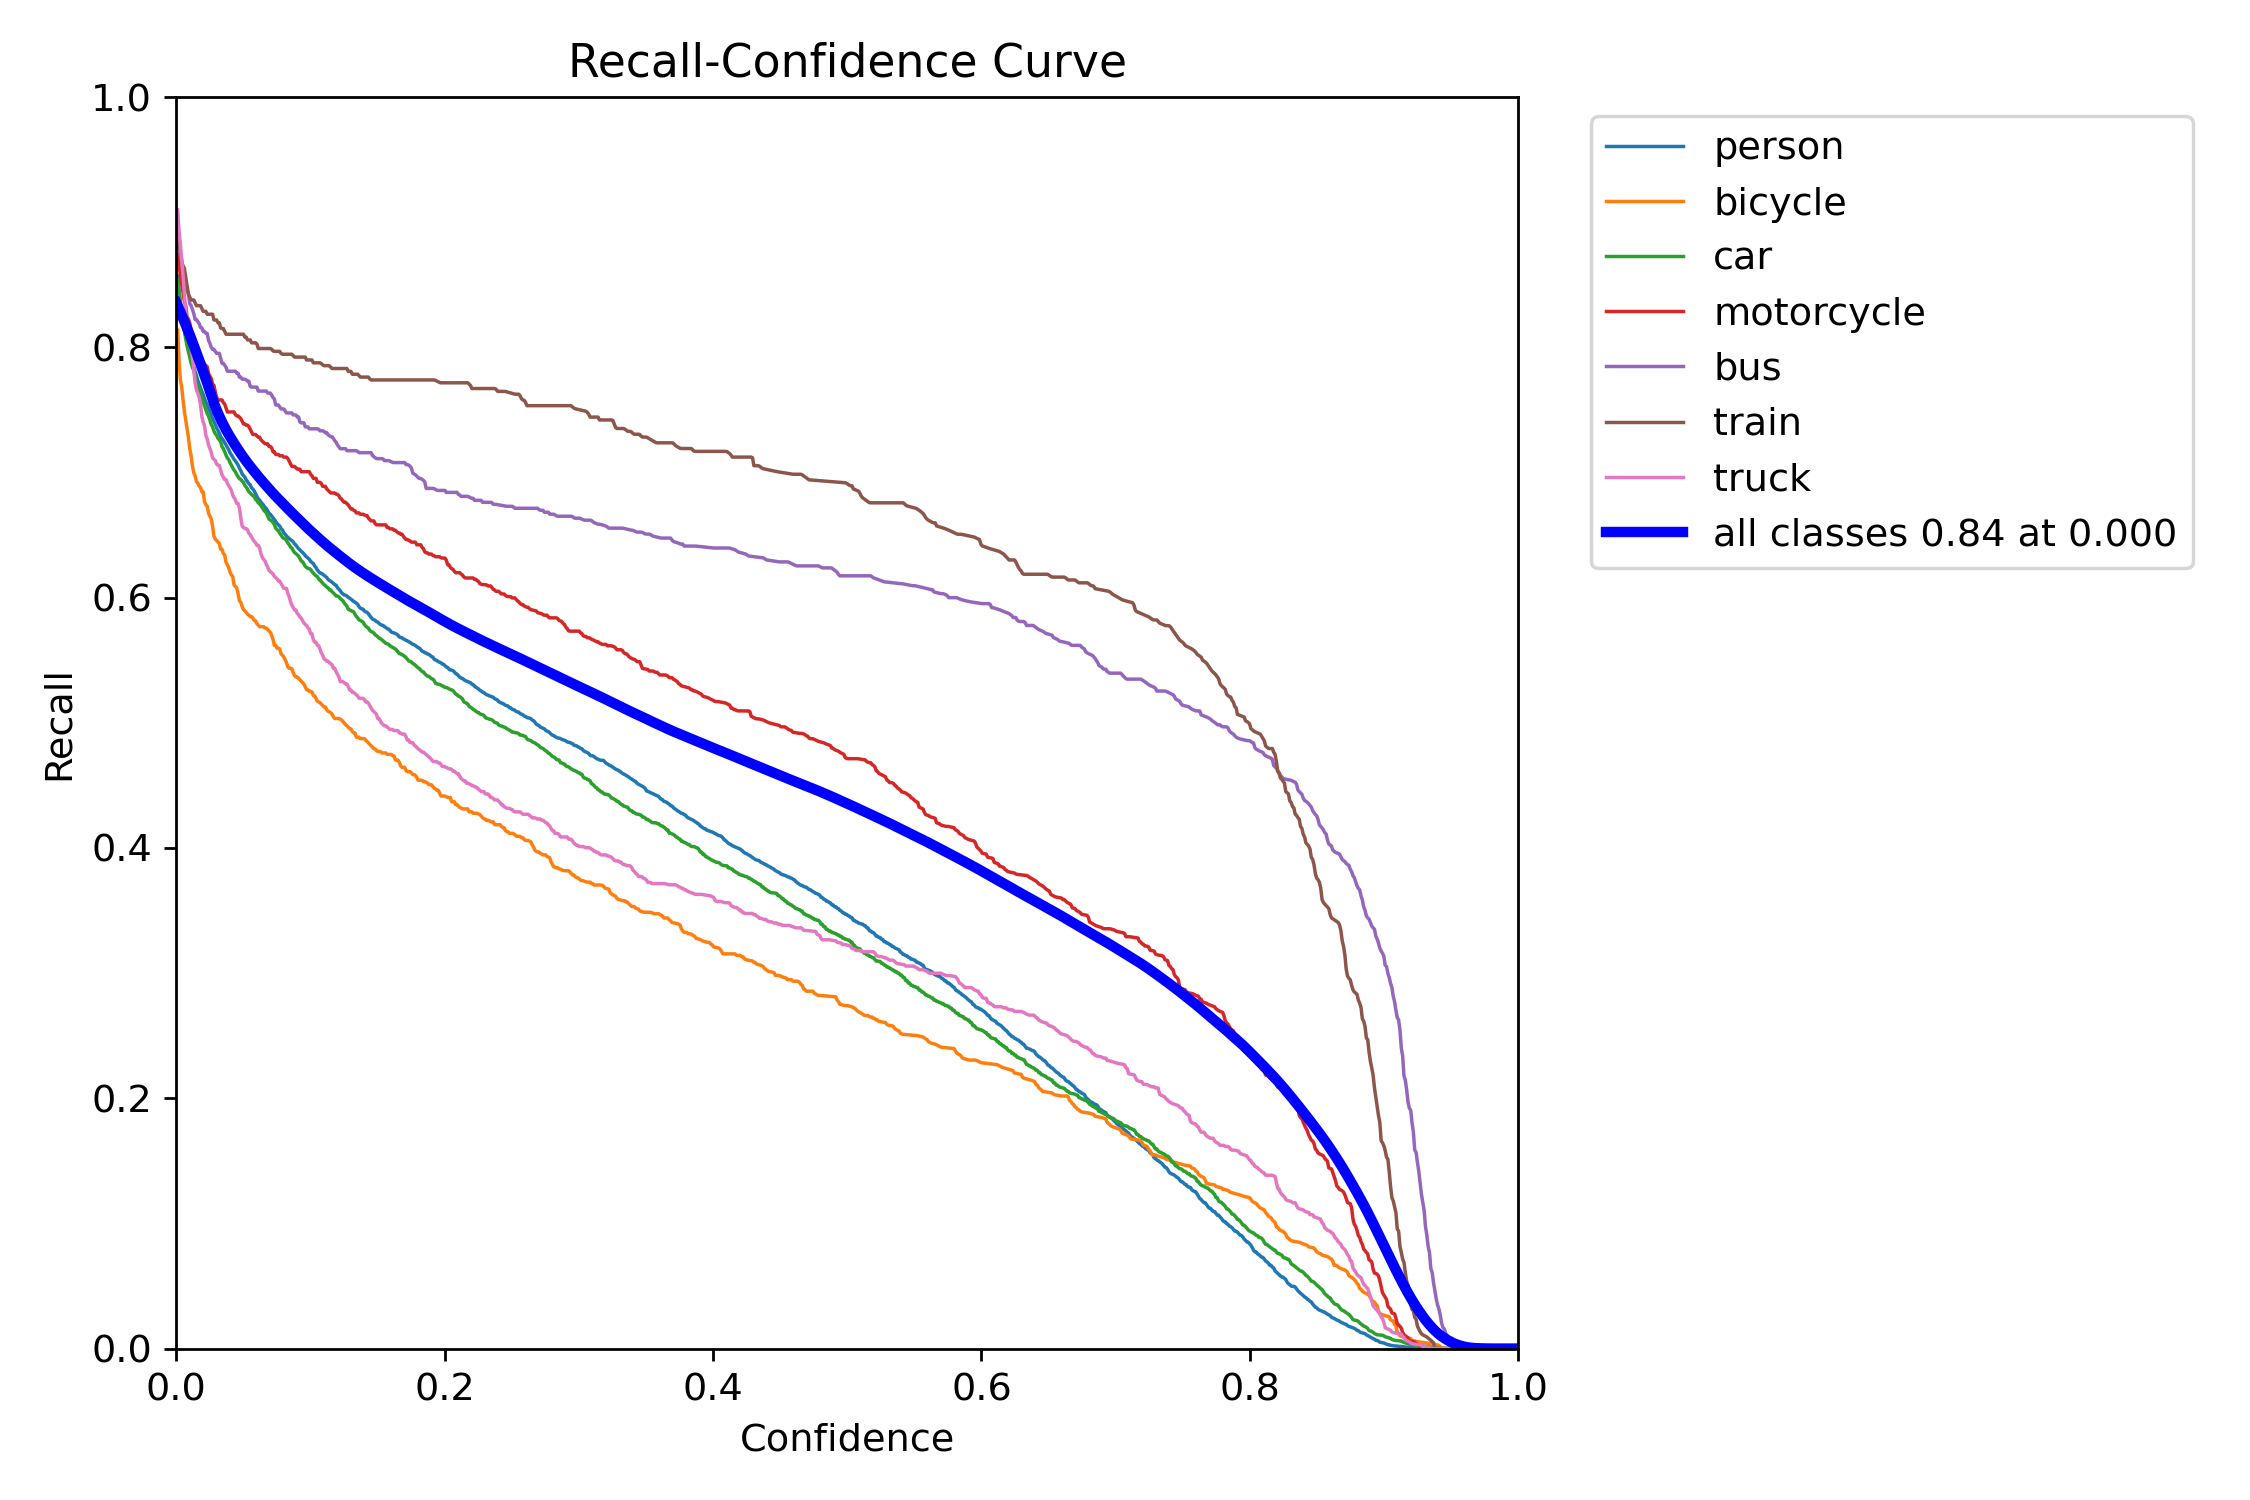 Recall-Confidence Curve
1.0
0.8
0.6
0.4
0.2
0.0
Recall
0.0 0.2 0.4 0.6 0.8 1.0
Confidence
person
bicycle
car
motorcycle
bus
train
truck
all classes 0.84 at 0.000